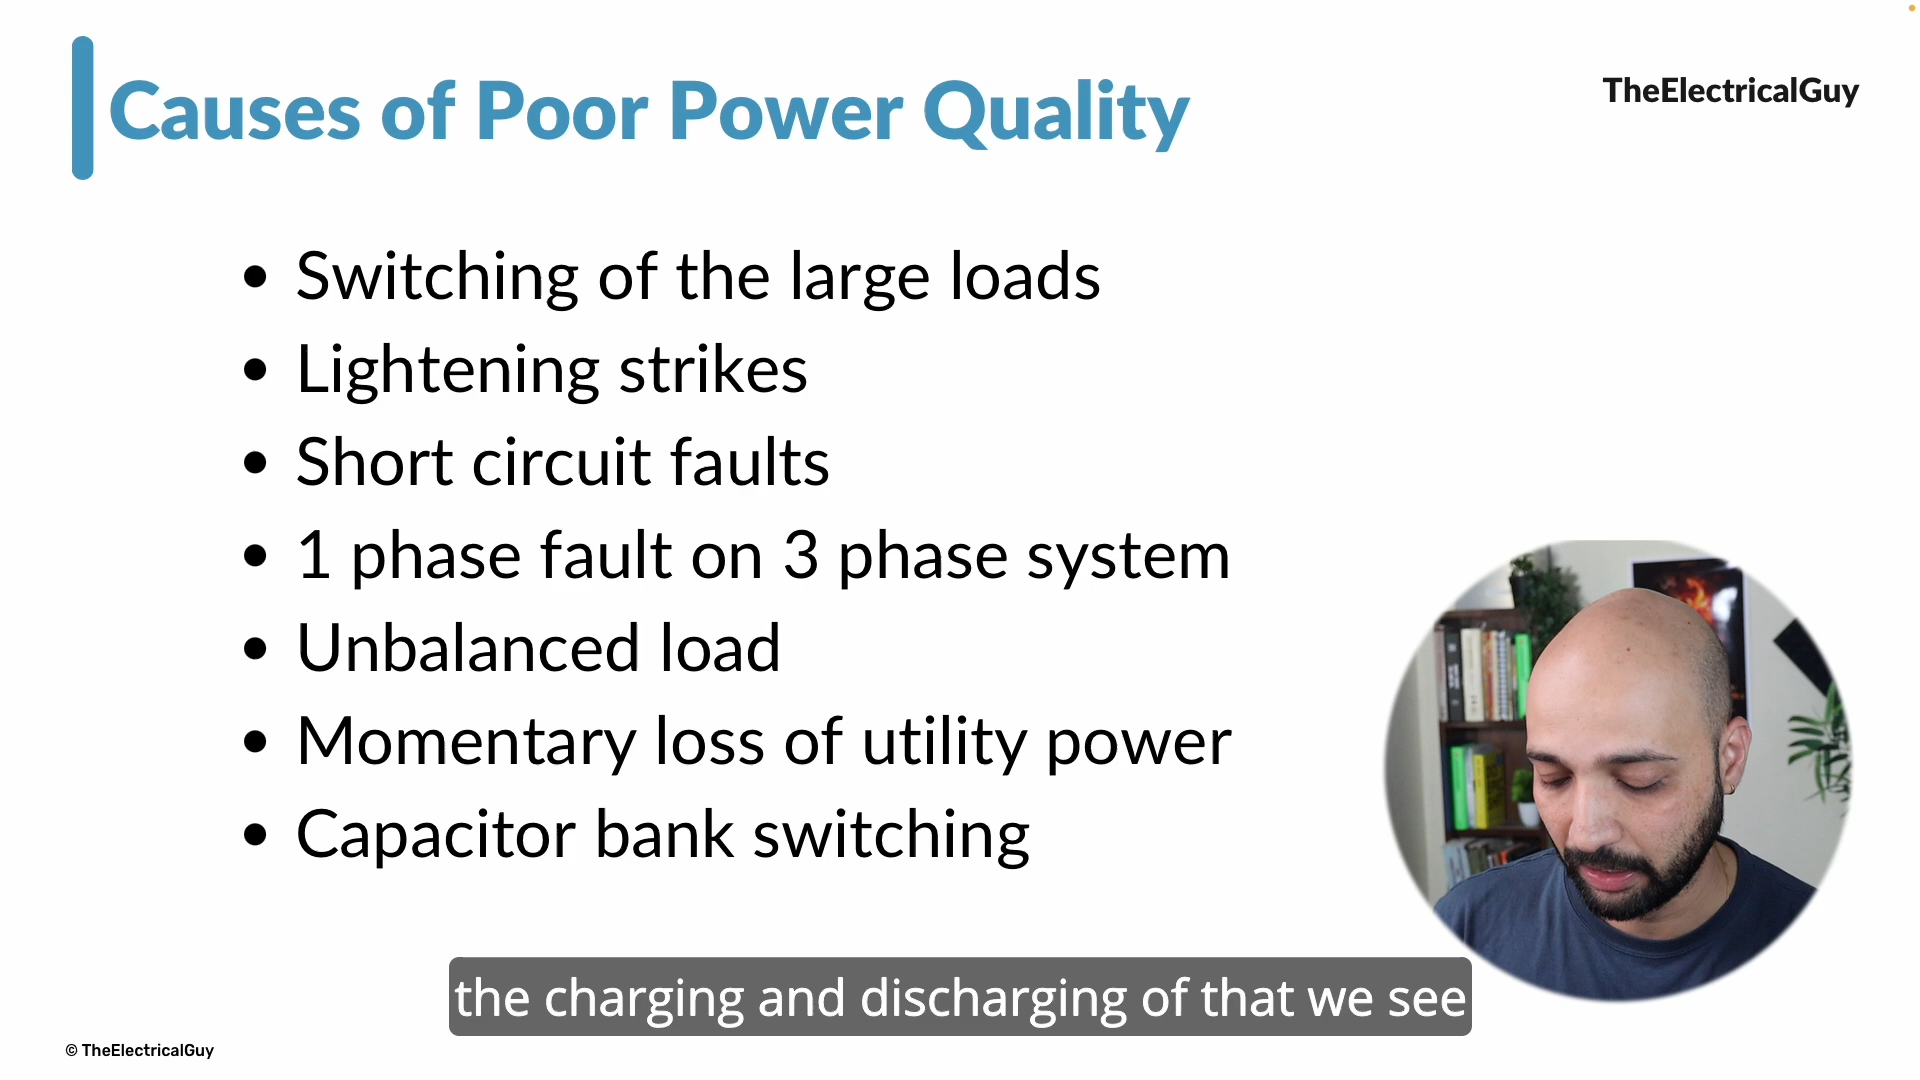 Causes of Poor Power Quality
TheElectricalGuy
• Switching of the large loads
• Lightening strikes
• Short circuit faults
• 1 phase fault on 3 phase system
• Unbalanced load
• Momentary loss of utility power
• Capacitor bank switching
the charging and discharging of that we see
© TheElectricalGuy